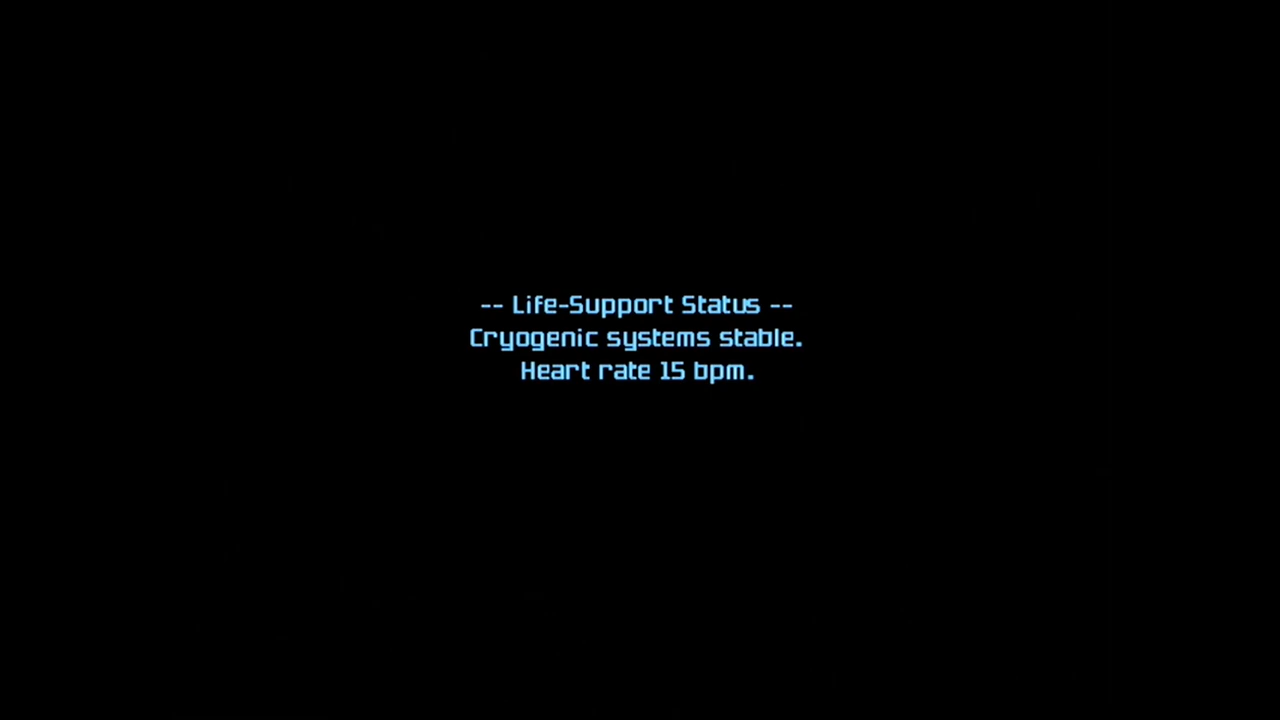 -- Life-Support Status --
Cryogenic systems stable.
Heart rate 15 bpm.